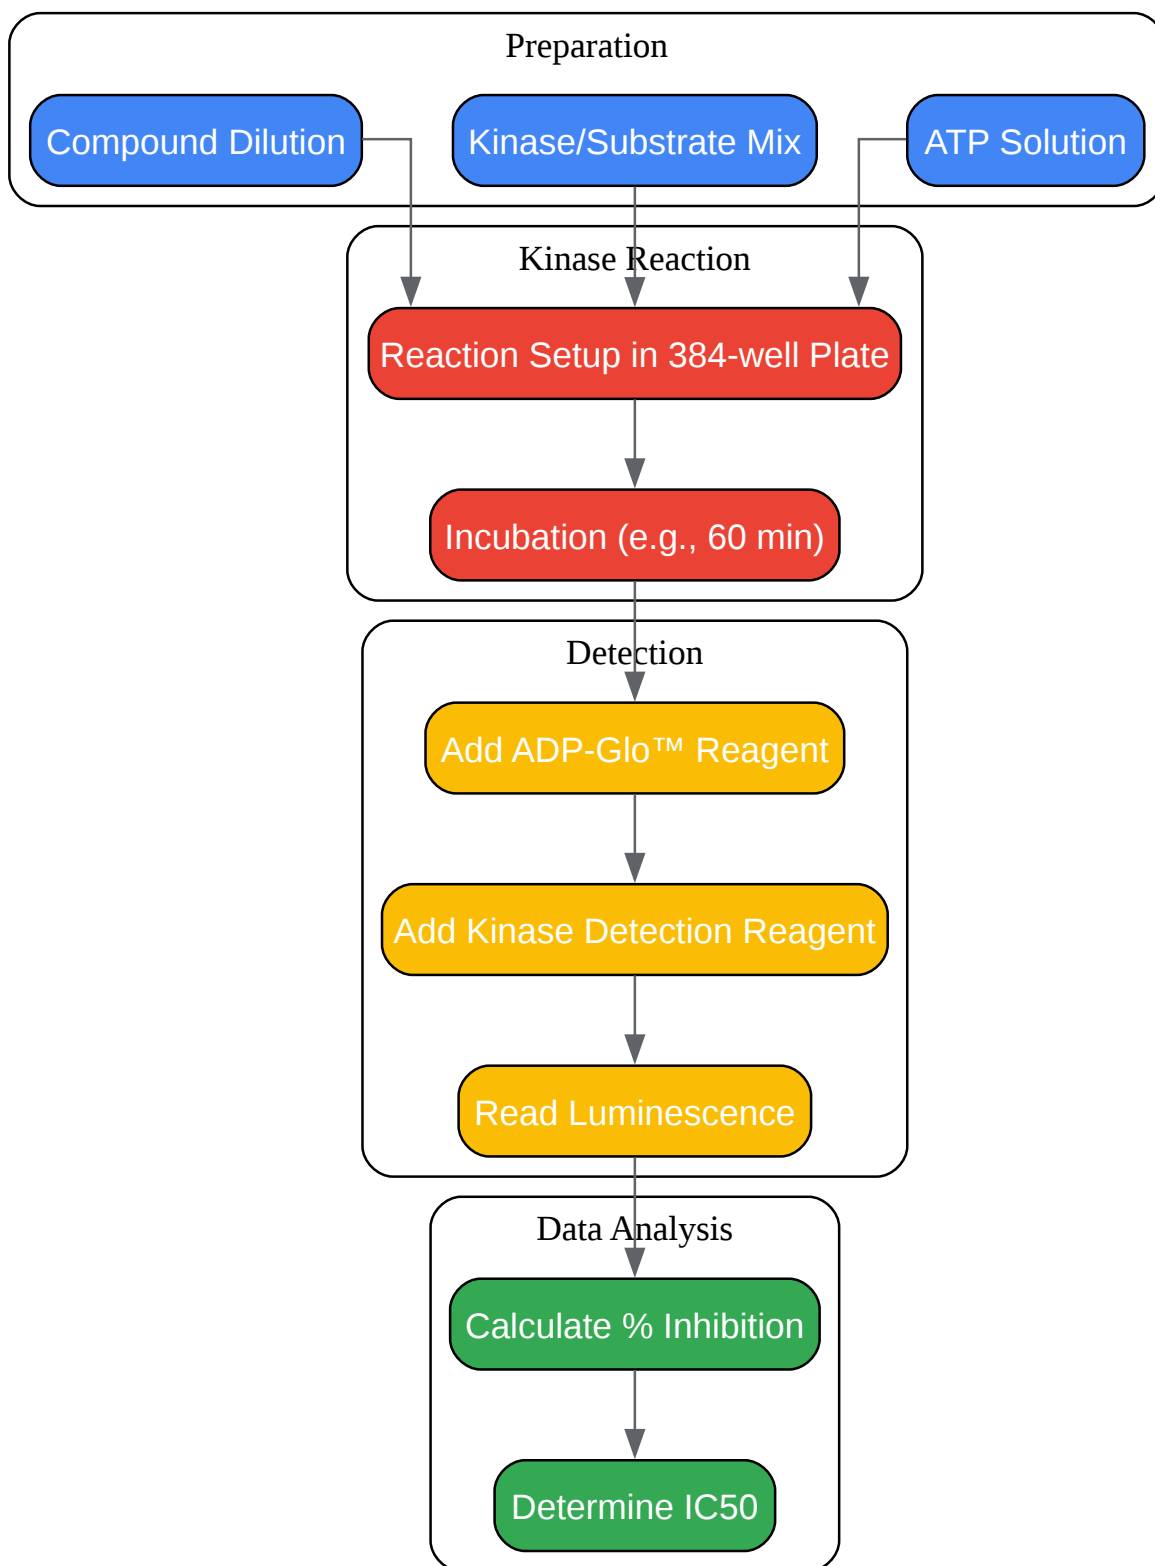 Preparation
Compound Dilution
Kinase/Substrate Mix
ATP Solution
Kinase Reaction
Reaction Setup in 384-well Plate
Incubation (e.g., 60 min)
Detection
Add ADP-Glo™ Reagent
Add Kinase Detection Reagent
Read Luminescence
Data Analysis
Calculate % Inhibition
Determine IC50